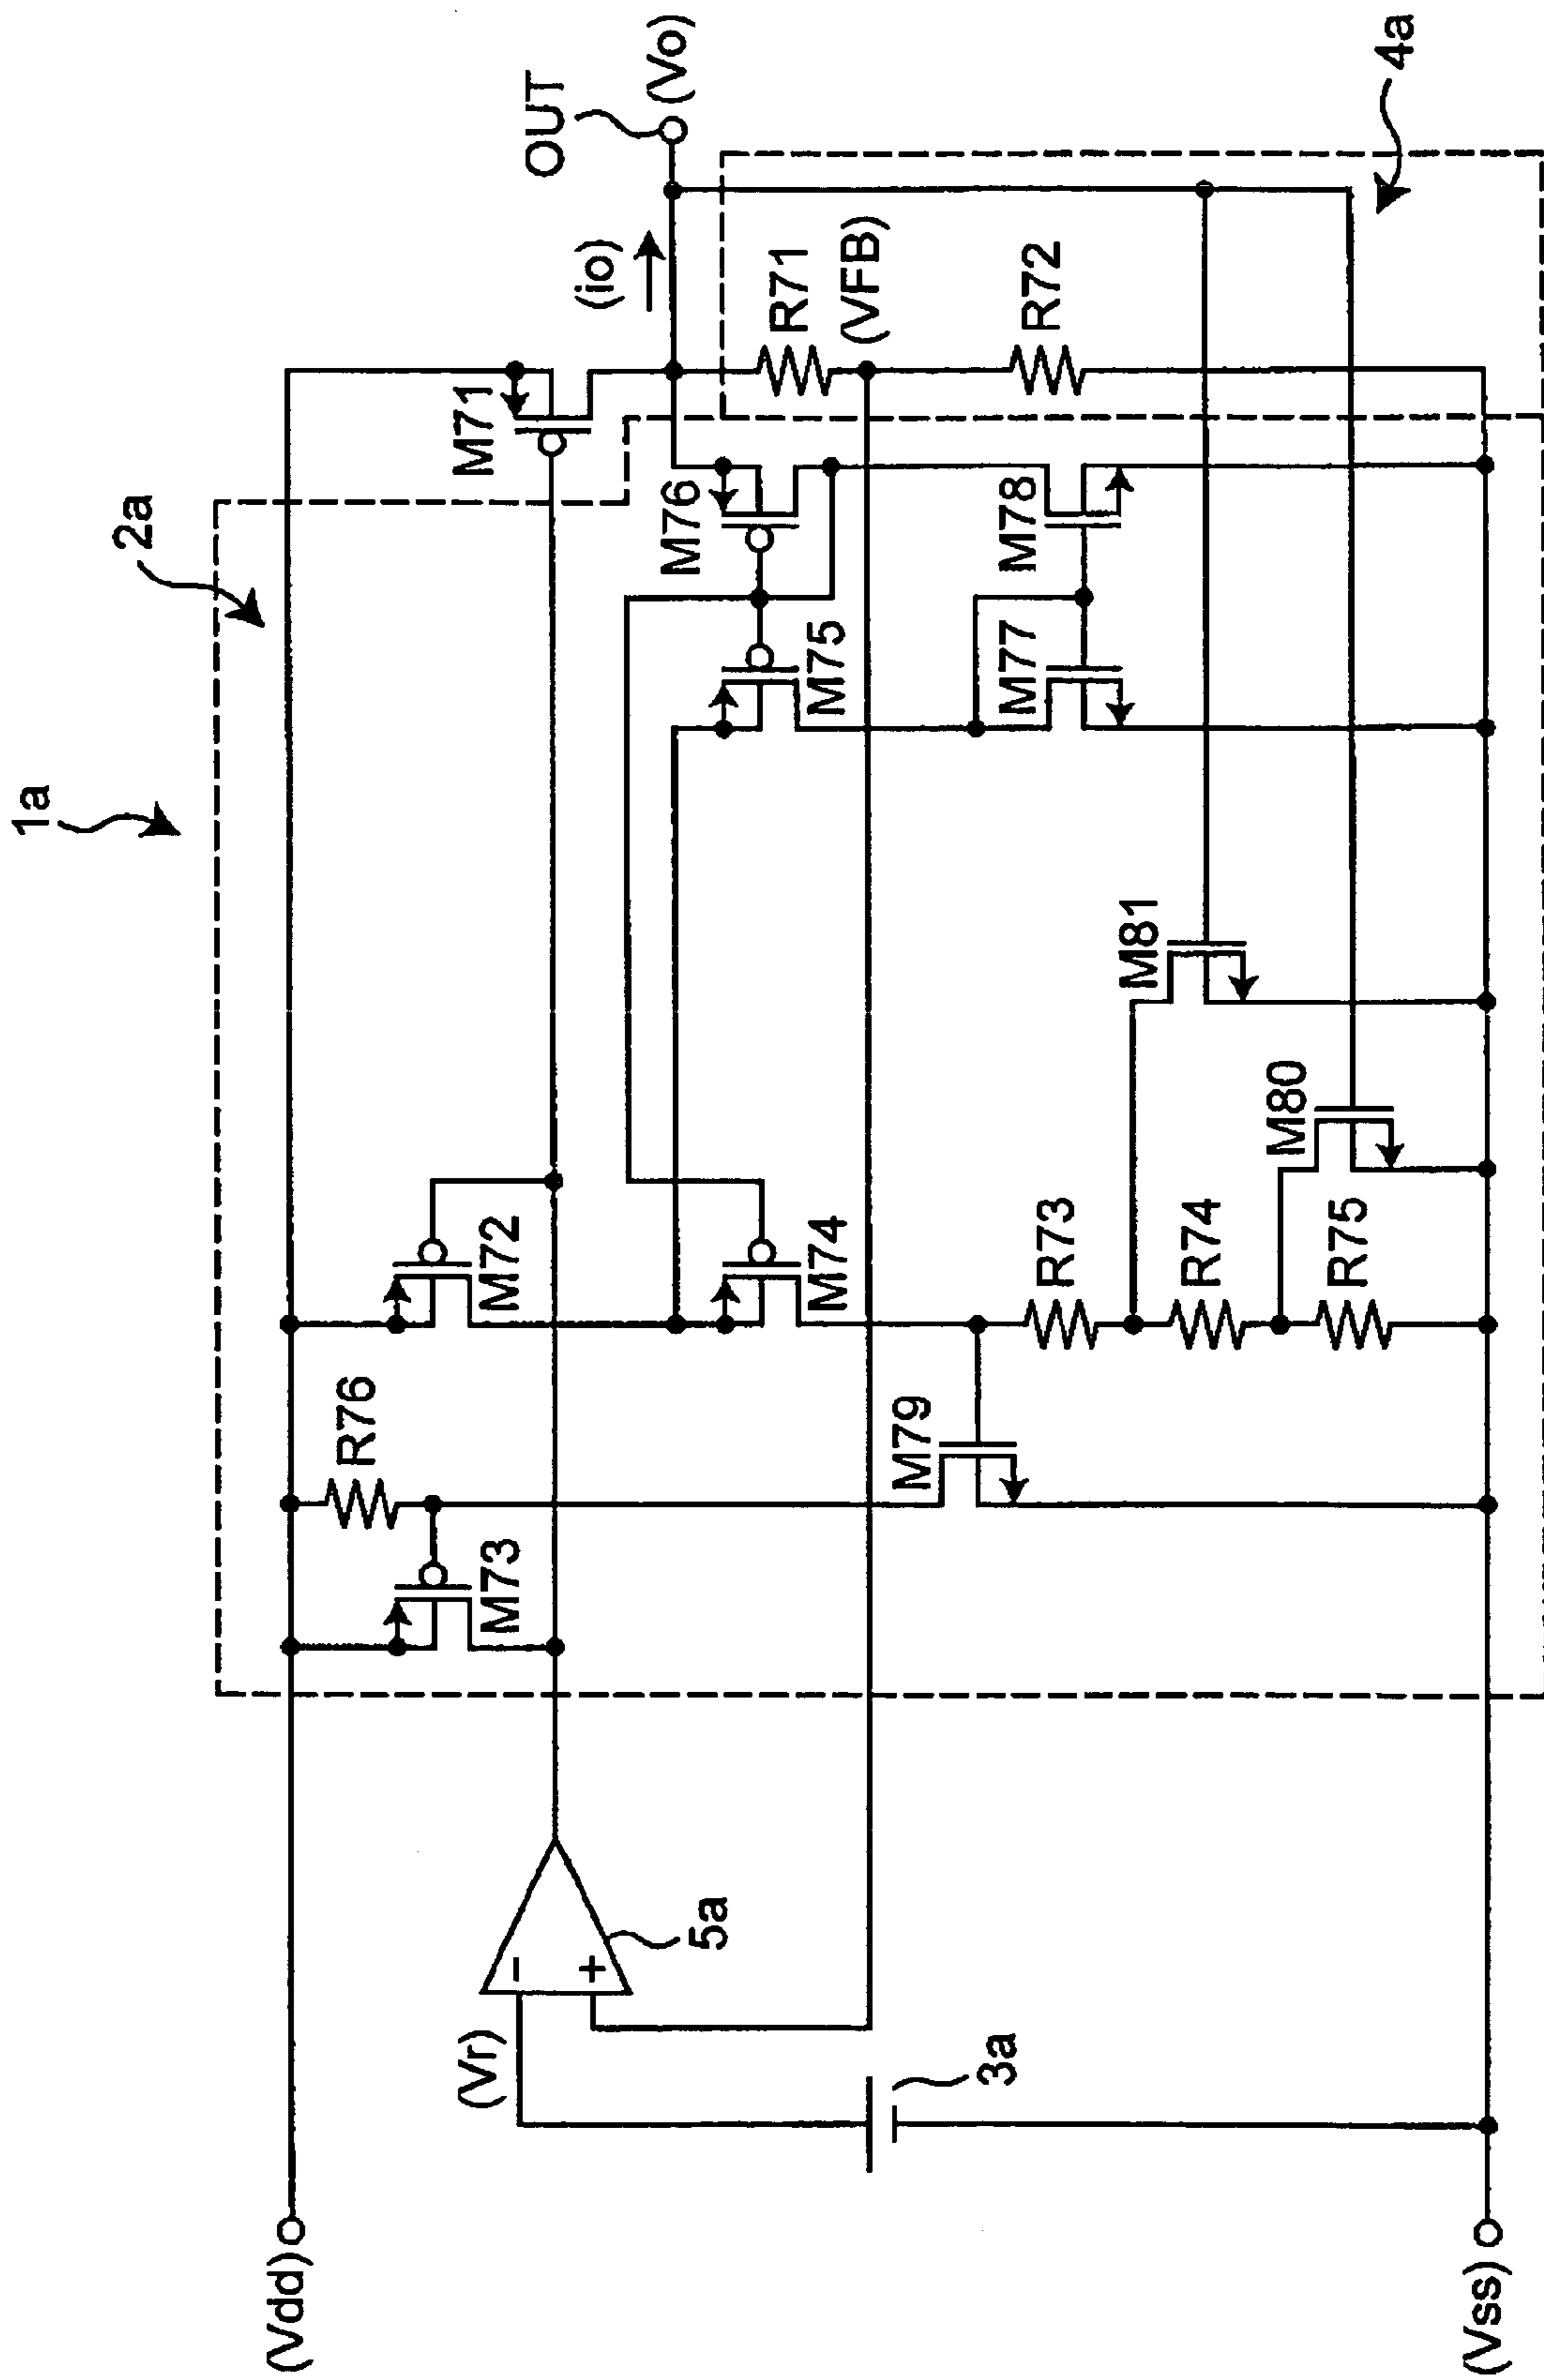 1a
2a
(Vdd)
(Vr)
5a
3a
(Vss)
M73
R76
M72
M79
M74
R73
R74
R75
M80
M81
M75
M76
M77
M78
M71
(io)
OUT
(Vo)
R71
(VFB)
R72
4a
-
+